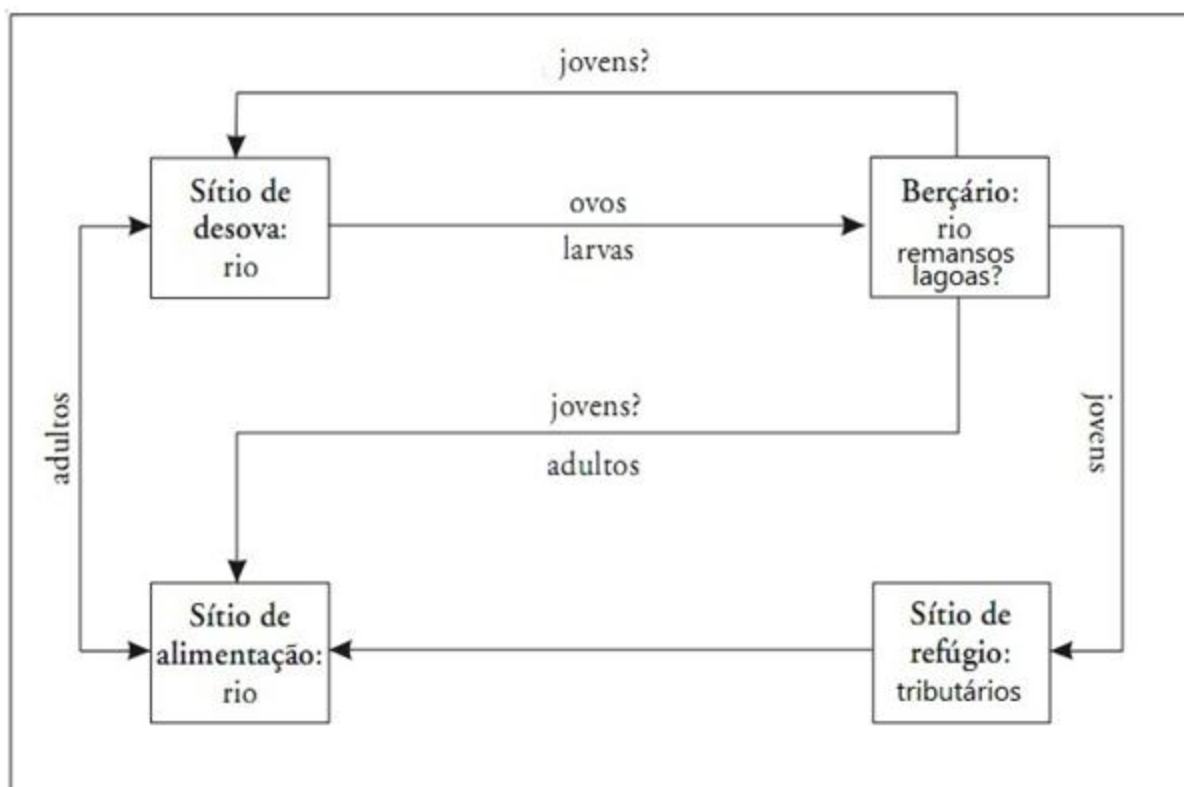 jovens?
Sítio de
desova:
rio
ovos
larvas
Berçário:
rio
remansos
lagoas?
adultos
jovens?
adultos
jovens
Sítio de
alimentação:
rio
Sítio de
refúgio:
tributários